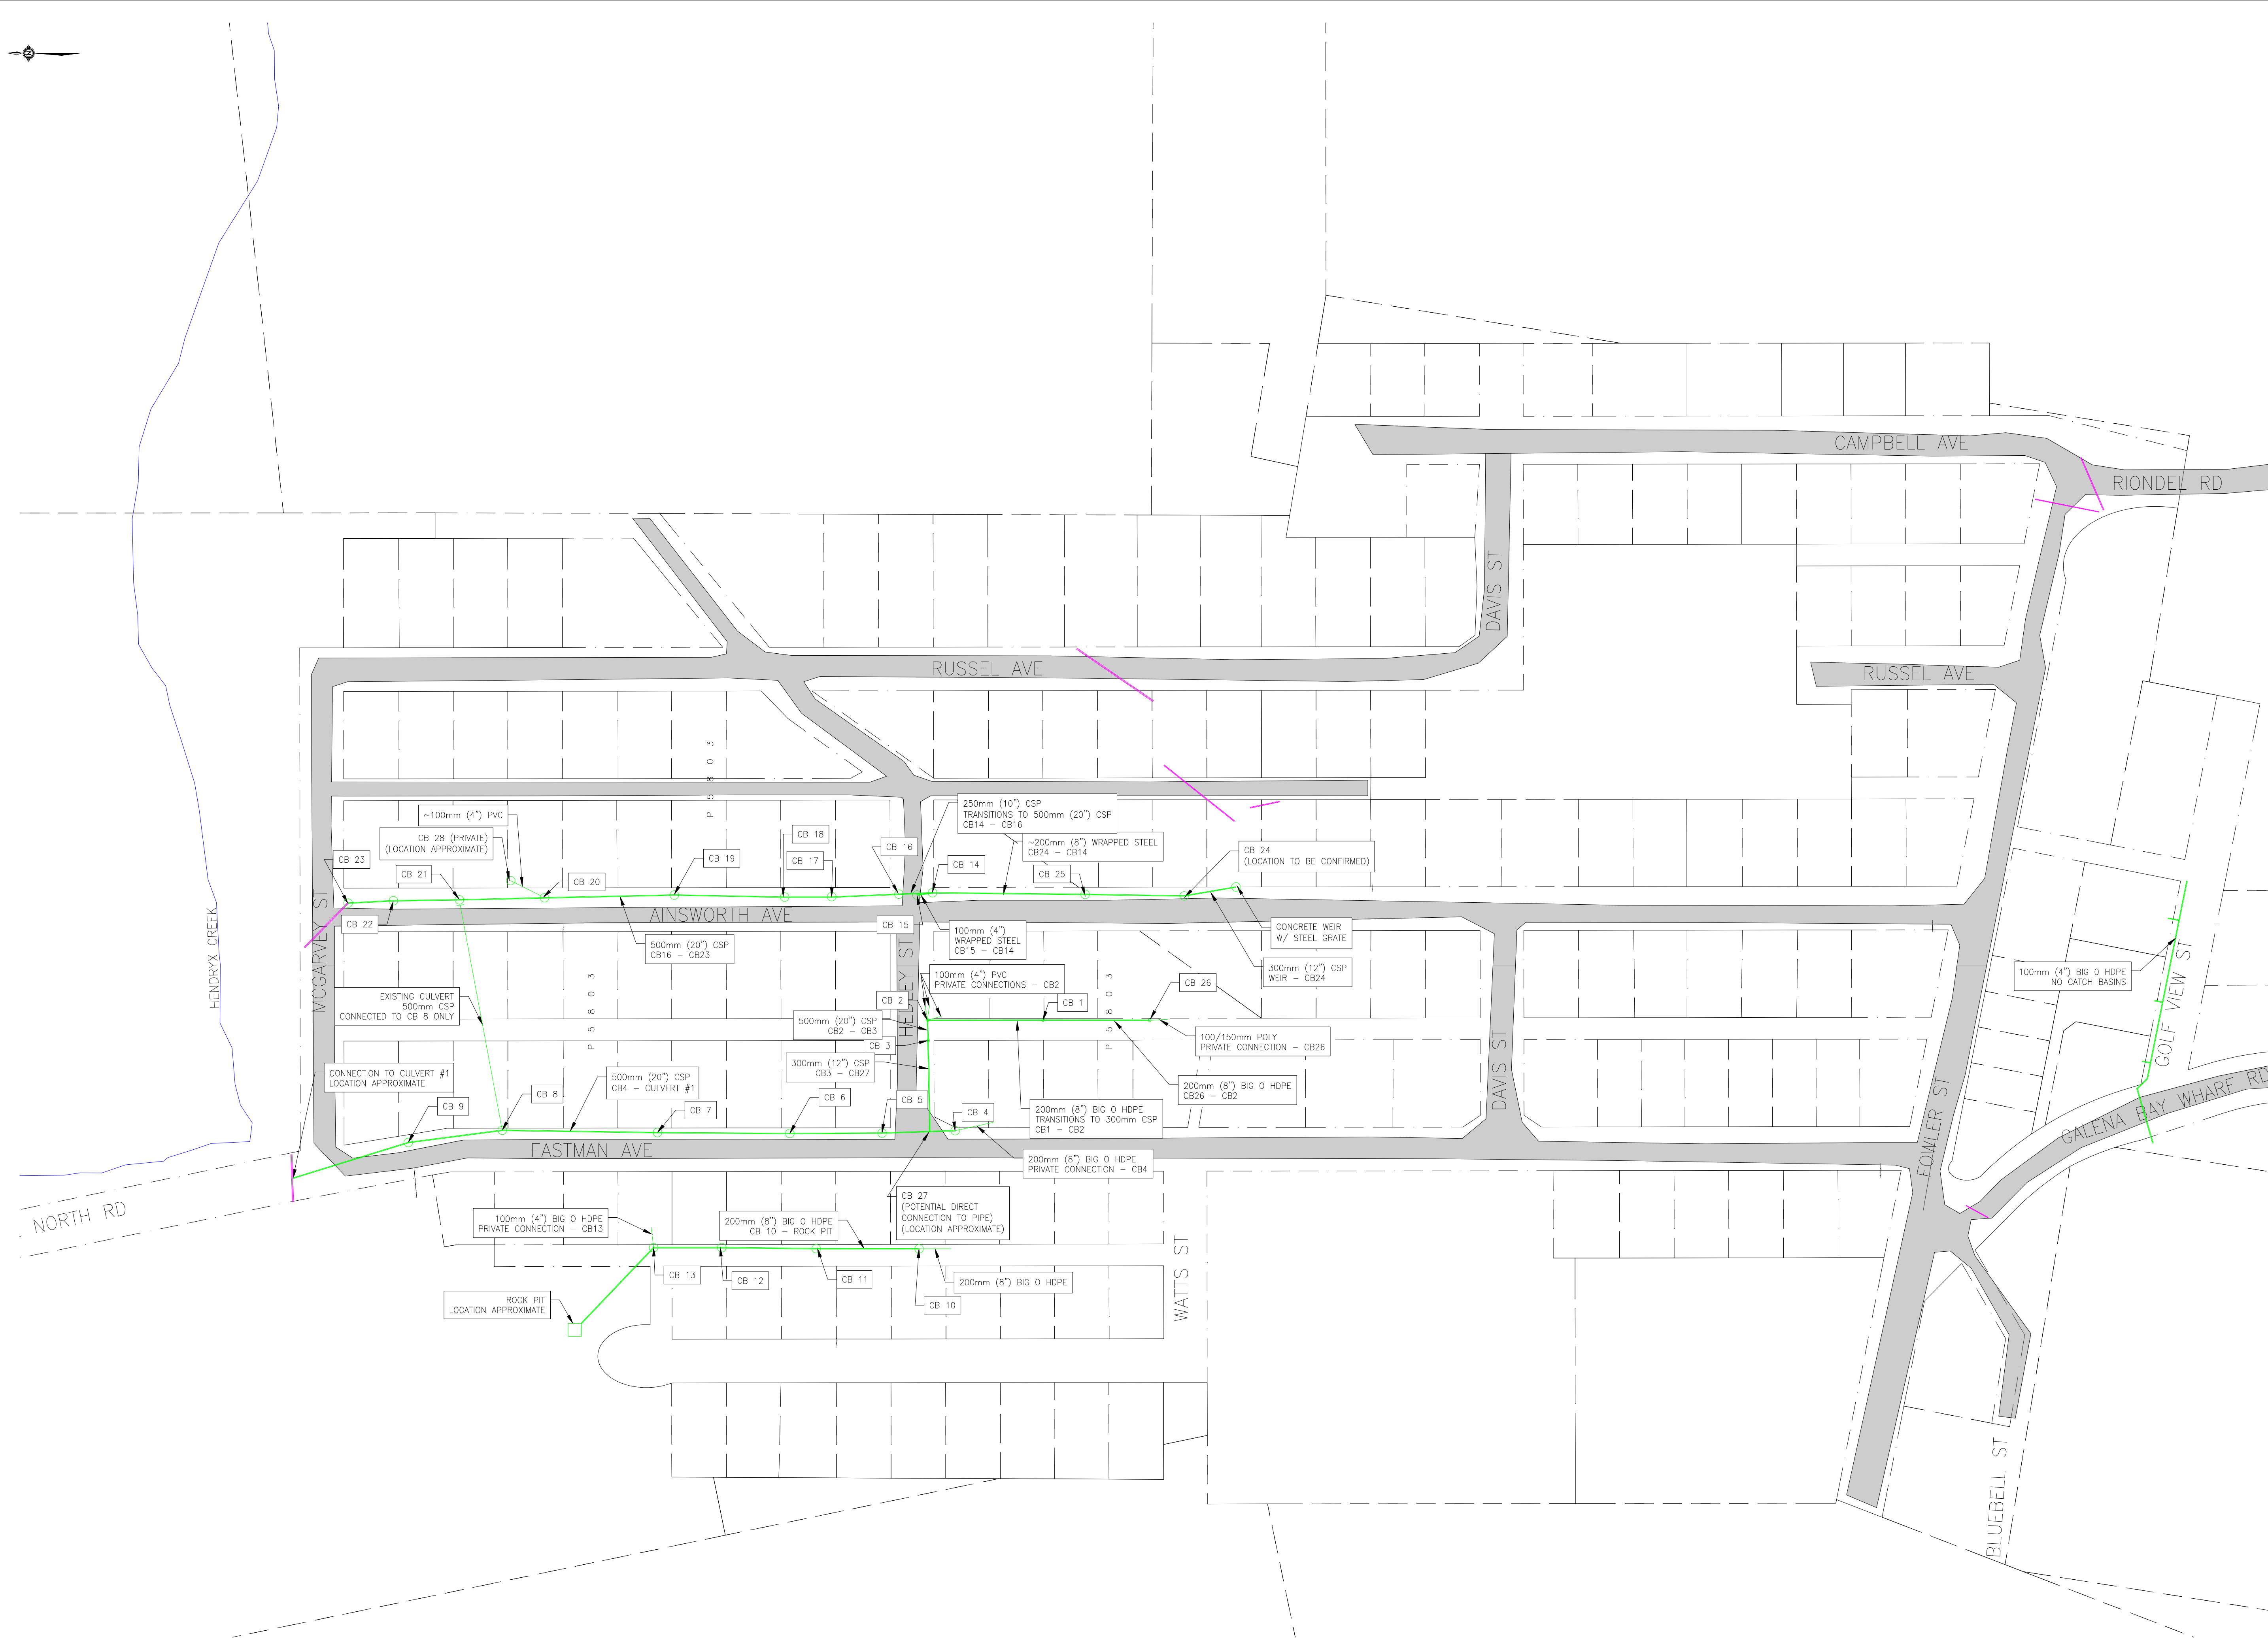 N
CAMPBELL AVE
RIONDEL RD
DAVIS ST
RUSSEL AVE
RUSSEL AVE
P 5 8 0 3
~100mm (4") PVC
CB 28 (PRIVATE)
(LOCATION APPROXIMATE)
CB 23
CB 21
CB 20
CB 19
CB 18
CB 17
CB 16
250mm (10") CSP
TRANSITIONS TO 500mm (20") CSP
CB14 - CB16
~200mm (8") WRAPPED STEEL
CB24 - CB14
CB 14
CB 25
CB 24
(LOCATION TO BE CONFIRMED)
MCGARVEY ST
HENDRYX CREEK
CB 22
AINSWORTH AVE
500mm (20") CSP
CB16 - CB23
CB 15
100mm (4")
WRAPPED STEEL
CB15 - CB14
CONCRETE WEIR
W/ STEEL GRATE
300mm (12") CSP
WEIR - CB24
HEDLEY ST
100mm (4") PVC
PRIVATE CONNECTIONS - CB2
P 5 8 0 3
P 5 8 0 3
CB 26
CB 1
CB 2
EXISTING CULVERT
500mm CSP
CONNECTED TO CB 8 ONLY
500mm (20") CSP
CB2 - CB3
CB 3
300mm (12") CSP
CB3 - CB27
100/150mm POLY
PRIVATE CONNECTION - CB26
200mm (8") BIG O HDPE
CB26 - CB2
200mm (8") BIG O HDPE
TRANSITIONS TO 300mm CSP
CB1 - CB2
100mm (4") BIG O HDPE
NO CATCH BASINS
GOLF VIEW ST
DAVIS ST
FOWLER ST
GALENA BAY WHARF RD
CONNECTION TO CULVERT #1
LOCATION APPROXIMATE
CB 9
CB 8
500mm (20") CSP
CB4 - CULVERT #1
CB 7
CB 6
CB 5
CB 4
EASTMAN AVE
200mm (8") BIG O HDPE
PRIVATE CONNECTION - CB4
NORTH RD
100mm (4") BIG O HDPE
PRIVATE CONNECTION - CB13
200mm (8") BIG O HDPE
CB 10 - ROCK PIT
CB 27
(POTENTIAL DIRECT
CONNECTION TO PIPE)
(LOCATION APPROXIMATE)
CB 13
CB 12
CB 11
200mm (8") BIG O HDPE
CB 10
ROCK PIT
LOCATION APPROXIMATE
WATTS ST
BLUEBELL ST